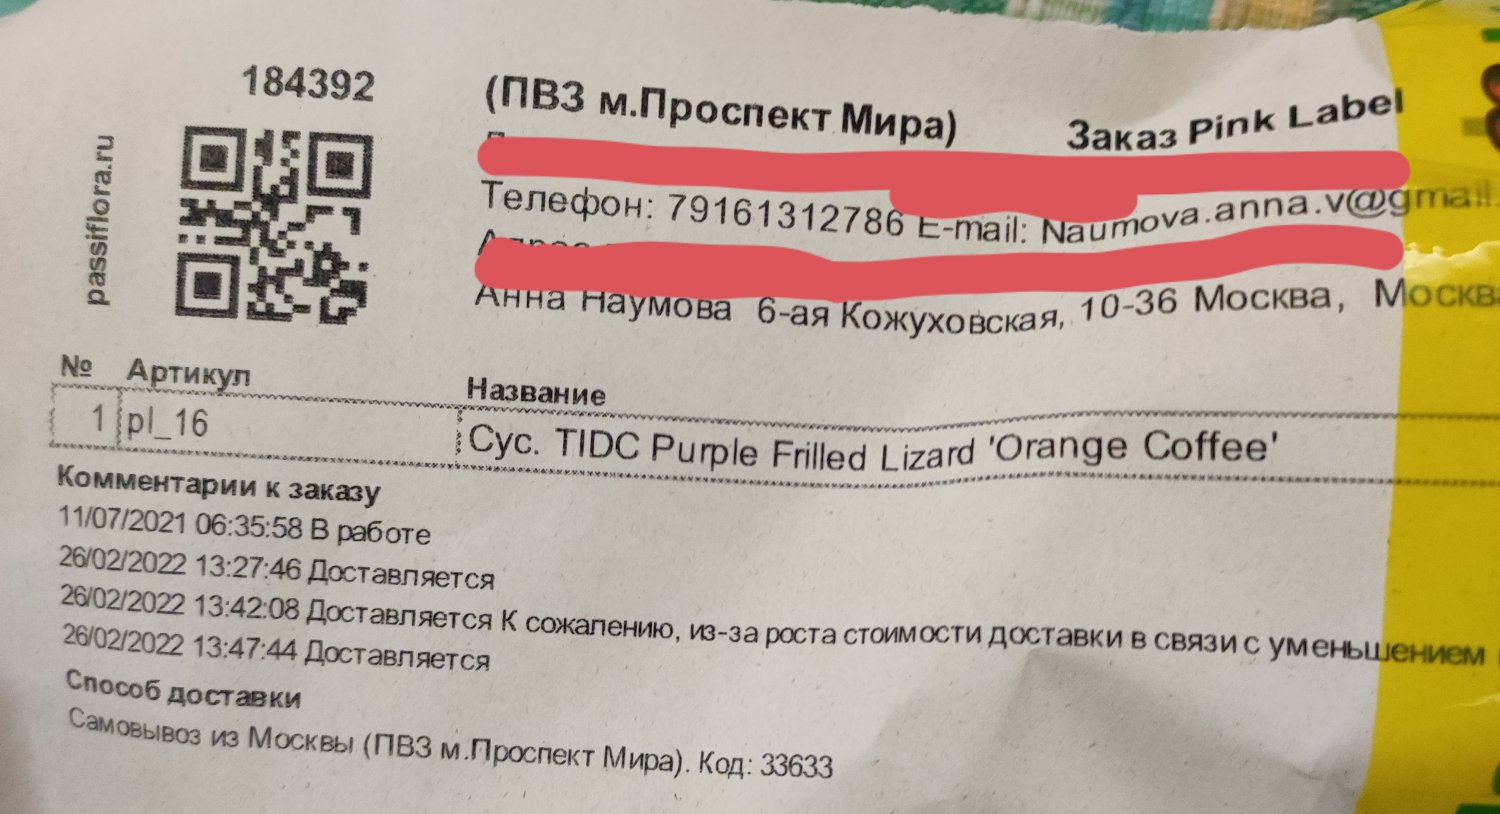 184392
passiflora.ru
(ПВЗ м.Проспект Мира) Заказ Pink Label
Телефон: 79161312786 E-mail: Naumova.anna.v@gmail.
Анна Наумова 6-ая Кожуховская, 10-36 Москва, Москва
№ Артикул Название
1 pl_16 Сус. TIDC Purple Frilled Lizard 'Orange Coffee'
Комментарии к заказу
11/07/2021 06:35:58 В работе
26/02/2022 13:27:46 Доставляется
26/02/2022 13:42:08 Доставляется К сожалению, из-за роста стоимости доставки в связи с уменьшением
26/02/2022 13:47:44 Доставляется
Способ доставки
Самовывоз из Москвы (ПВЗ м.Проспект Мира). Код: 33633